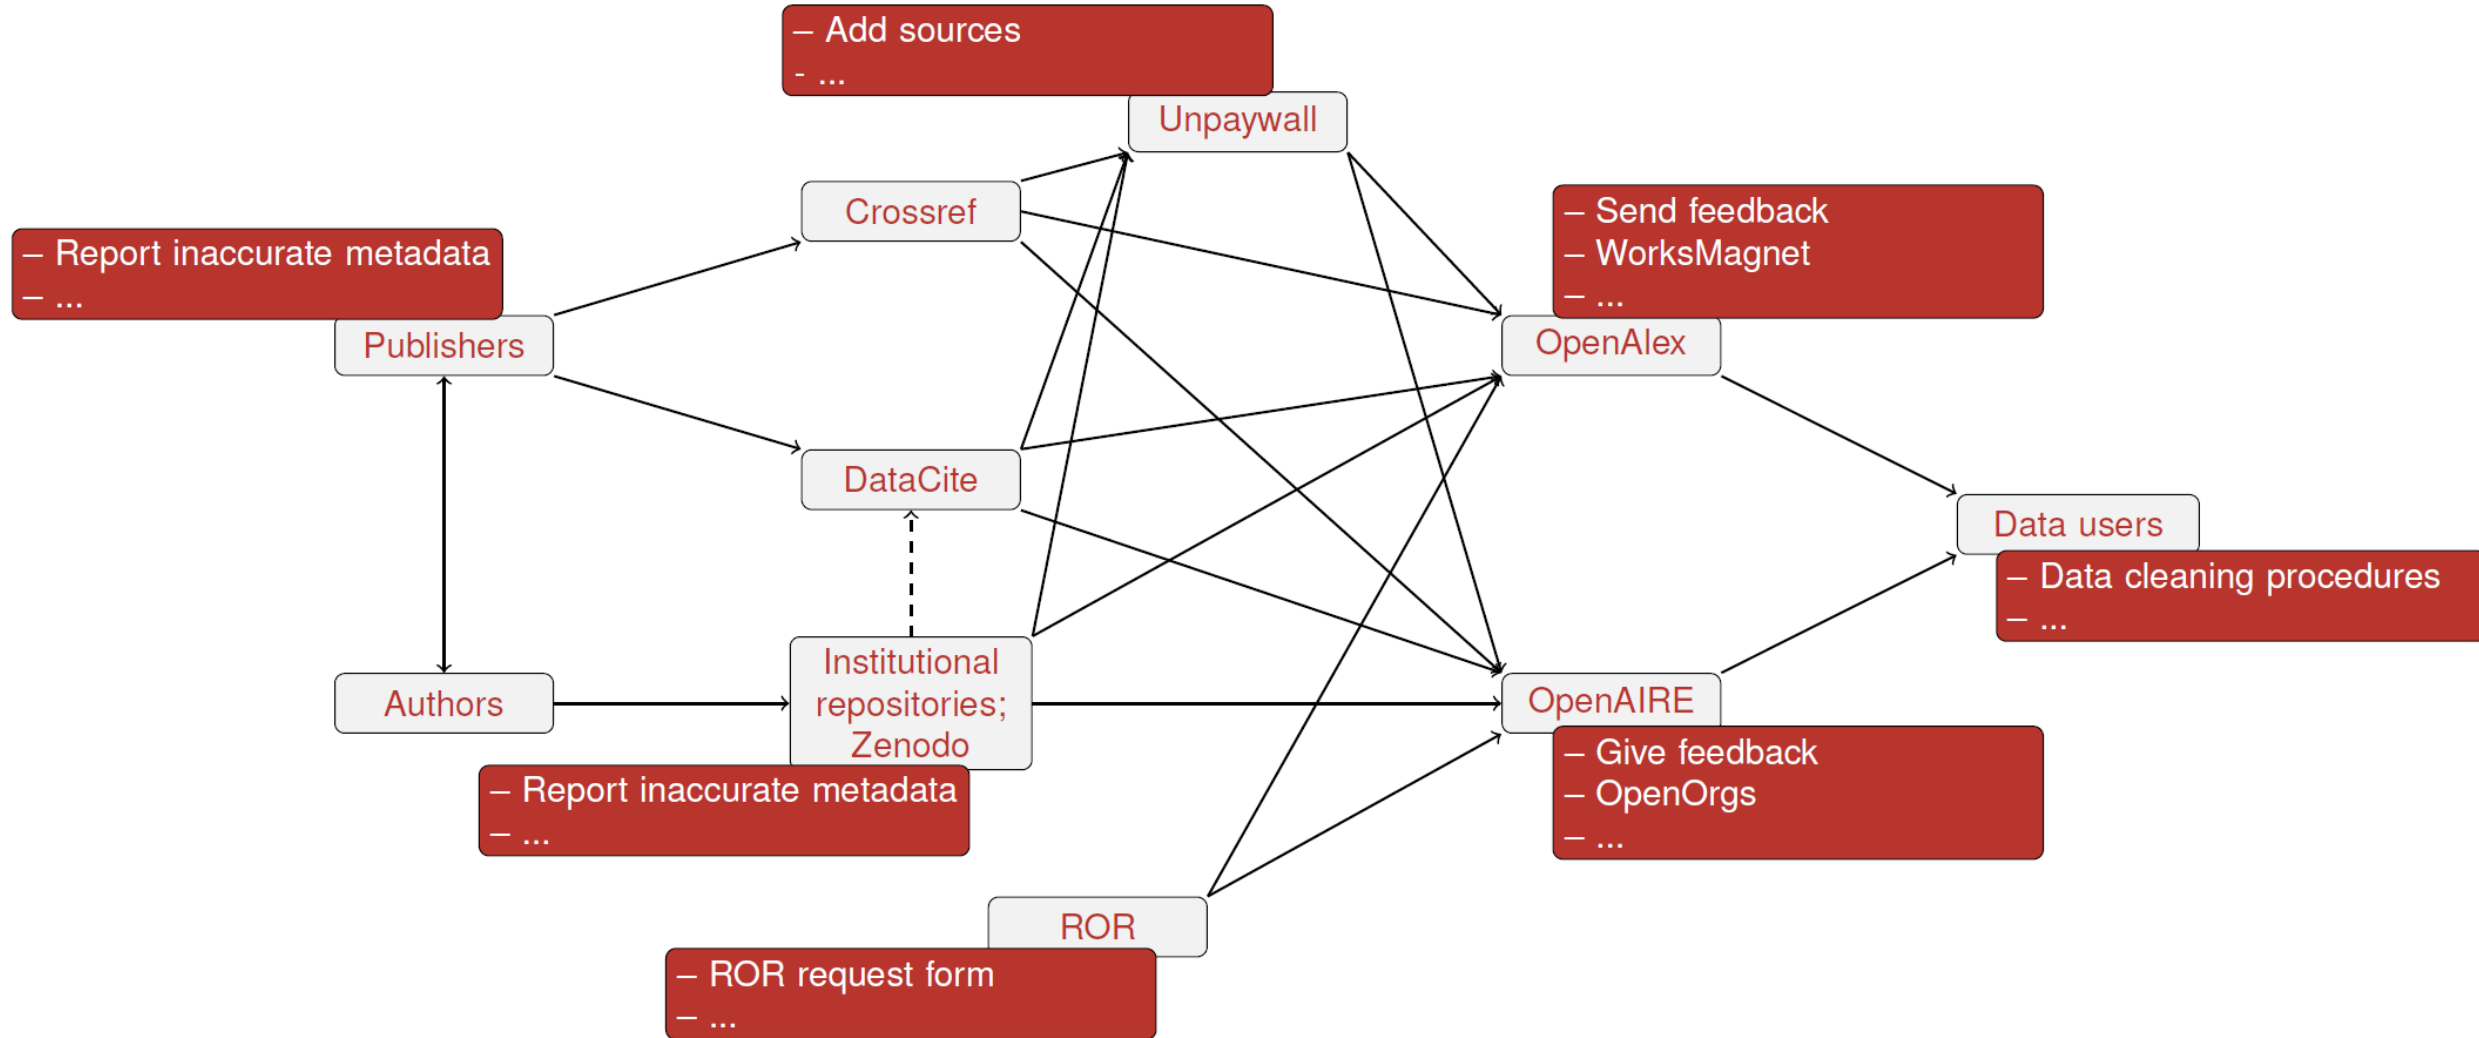 – Add sources
- ...
Unpaywall
Crossref
– Send feedback
– WorksMagnet
– ...
– Report inaccurate metadata
– ...
Publishers
OpenAlex
DataCite
Data users
– Data cleaning procedures
– ...
Authors
Institutional
repositories;
Zenodo
OpenAIRE
– Report inaccurate metadata
– ...
– Give feedback
– OpenOrgs
– ...
ROR
– ROR request form
– ...